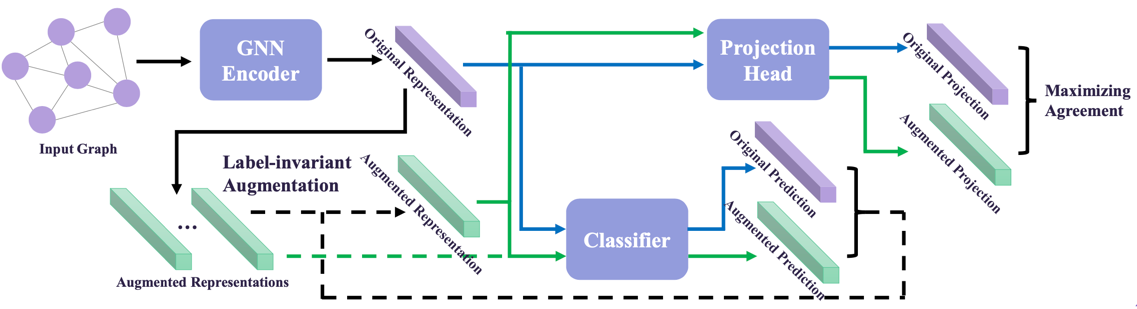 Input Graph
GNN
Encoder
Original Representation
Label-invariant
Augmentation
...
Augmented Representations
Augmented Representation
Classifier
Projection
Head
Original Projection
Augmented Projection
Original Prediction
Augmented Prediction
Maximizing
Agreement